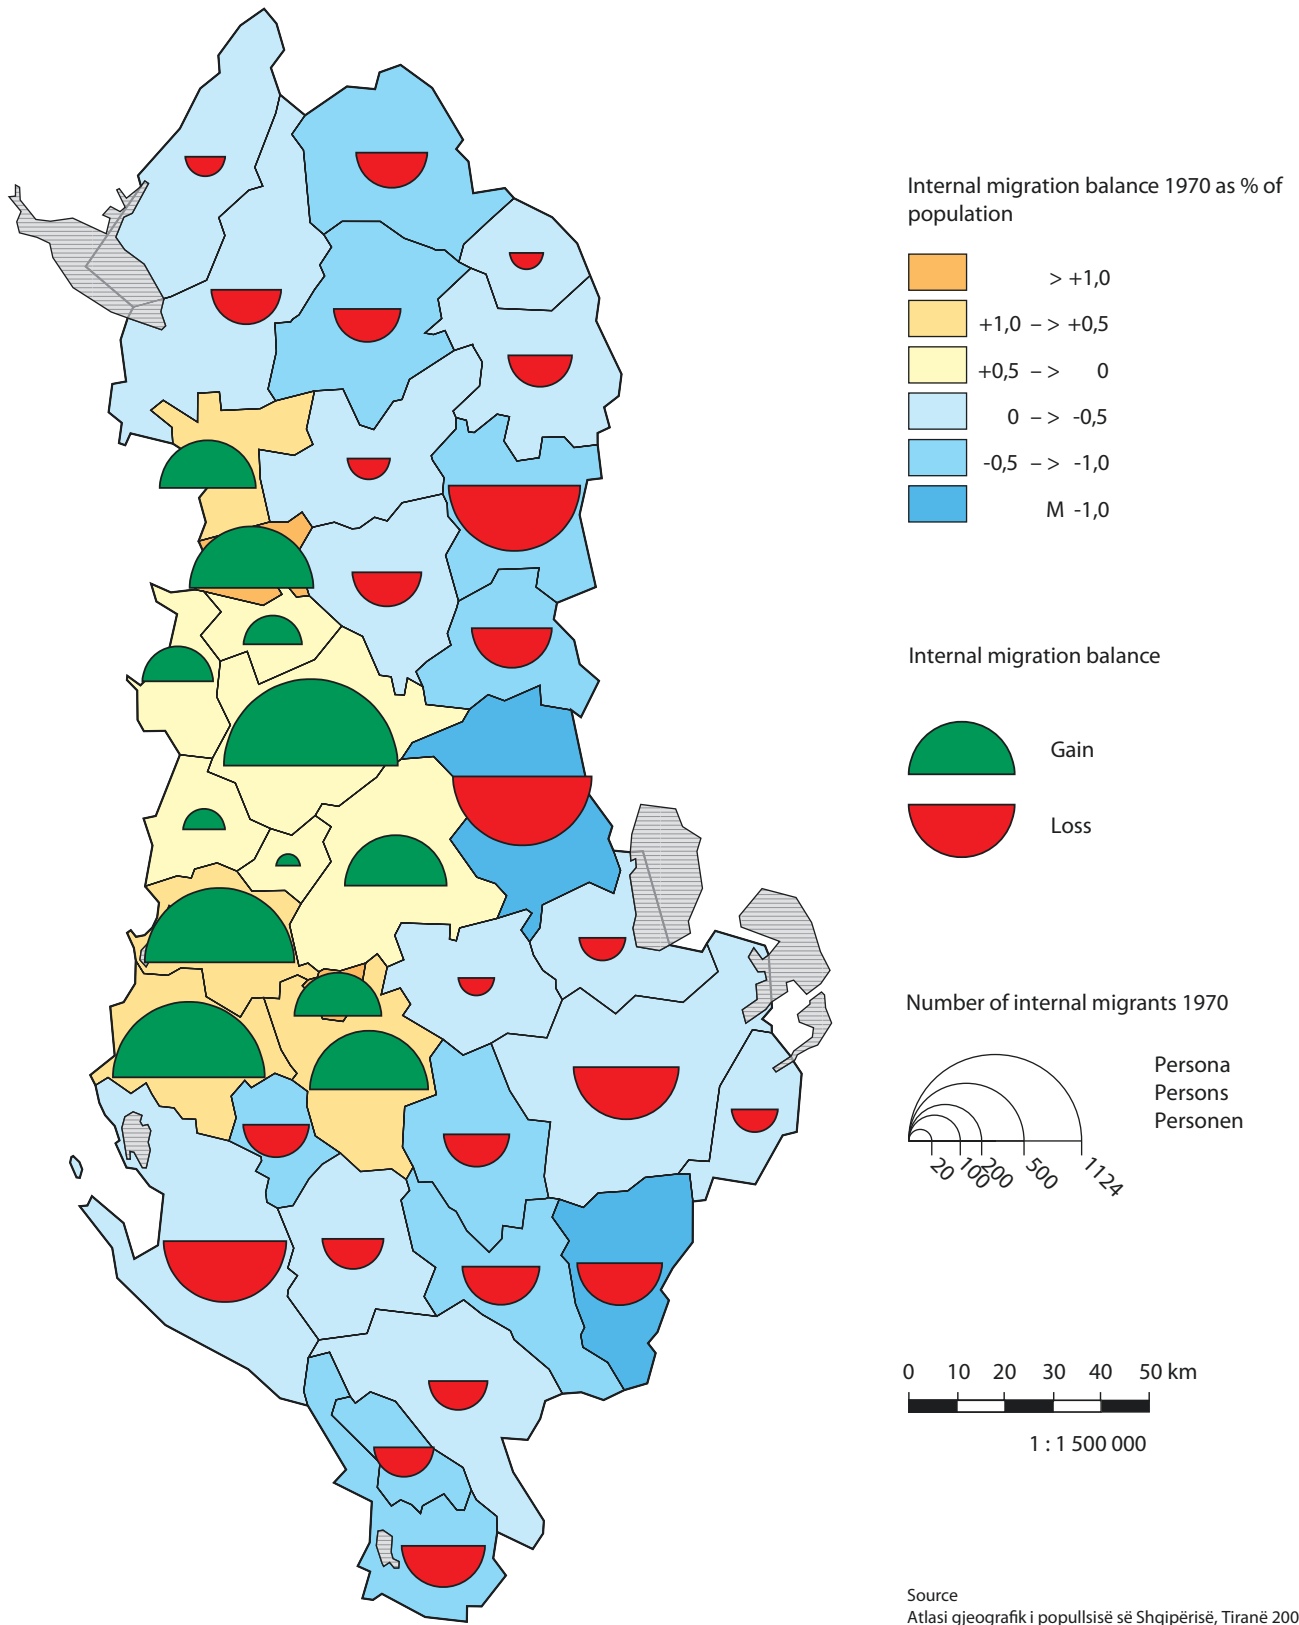 Internal migration balance 1970 as % of
population
> +1,0
+1,0 – > +0,5
+0,5 – > 0
0 – > -0,5
-0,5 – > -1,0
M -1,0
Internal migration balance
Gain
Loss
Number of internal migrants 1970
Persona
Persons
Personen
20 100 200 500 1124
0 10 20 30 40 50 km
1 : 1 500 000
Source
Atlasi gjeografik i popullsisë së Shqipërisë, Tiranë 200